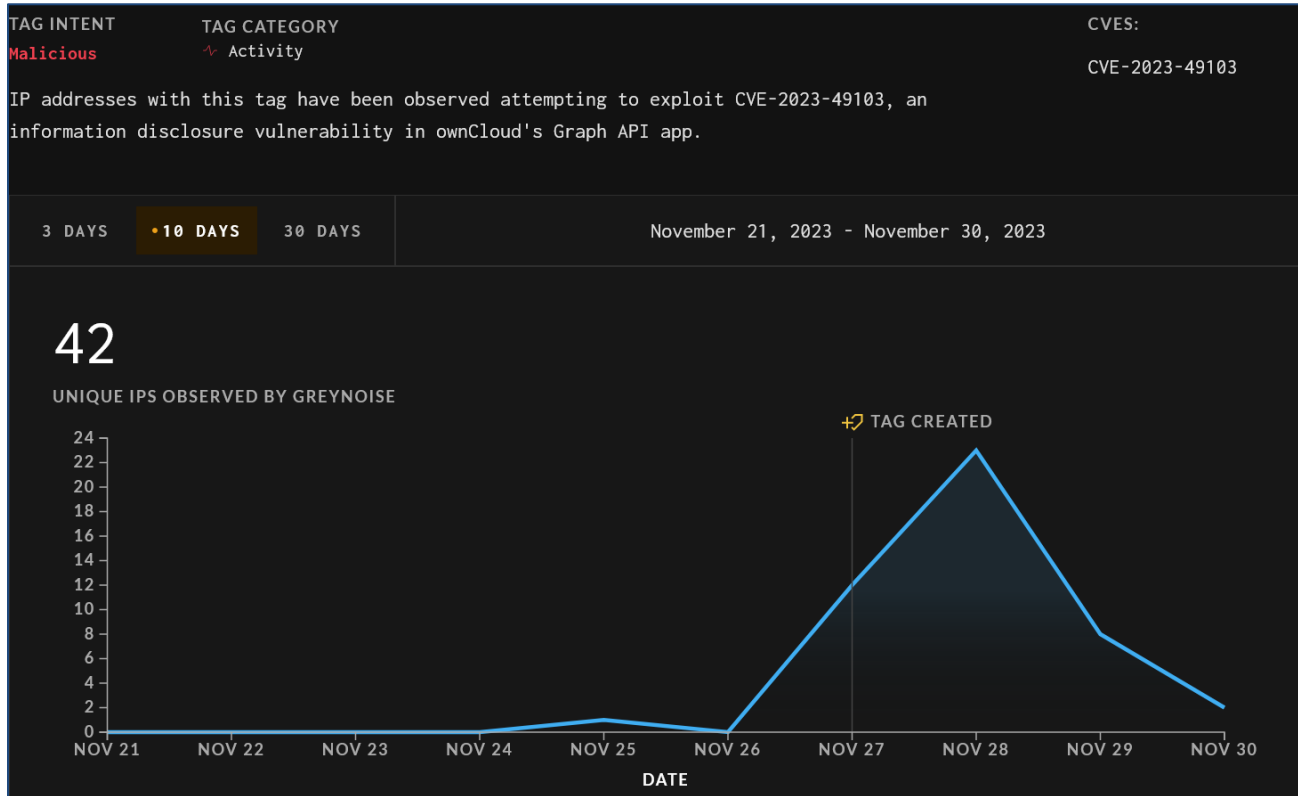 TAG INTENT
Malicious
TAG CATEGORY
Activity
CVES:
CVE-2023-49103
IP addresses with this tag have been observed attempting to exploit CVE-2023-49103, an
information disclosure vulnerability in ownCloud's Graph API app.
3 DAYS
10 DAYS
30 DAYS
November 21, 2023 - November 30, 2023
42
UNIQUE IPS OBSERVED BY GREYNOISE
TAG CREATED
24
22
20
18
16
14
12
10
8
6
4
2
0
NOV 21 NOV 22 NOV 23 NOV 24 NOV 25 NOV 26 NOV 27 NOV 28 NOV 29 NOV 30
DATE